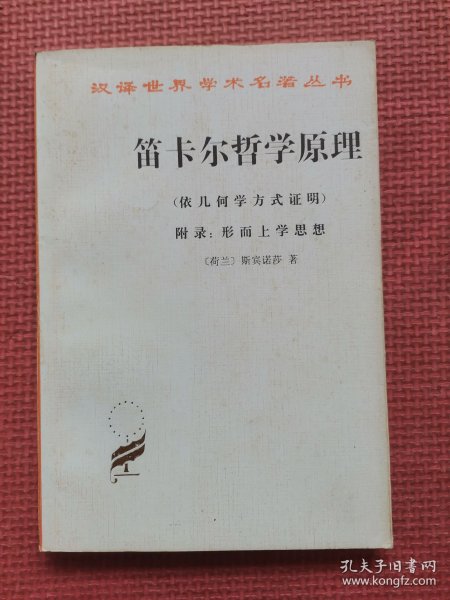 汉译世界学术名著丛书
笛卡尔哲学原理
（依几何学方式证明）
附录：形而上学思想
〔荷兰〕斯宾诺莎 著
孔夫子旧书网
www.kongfz.com